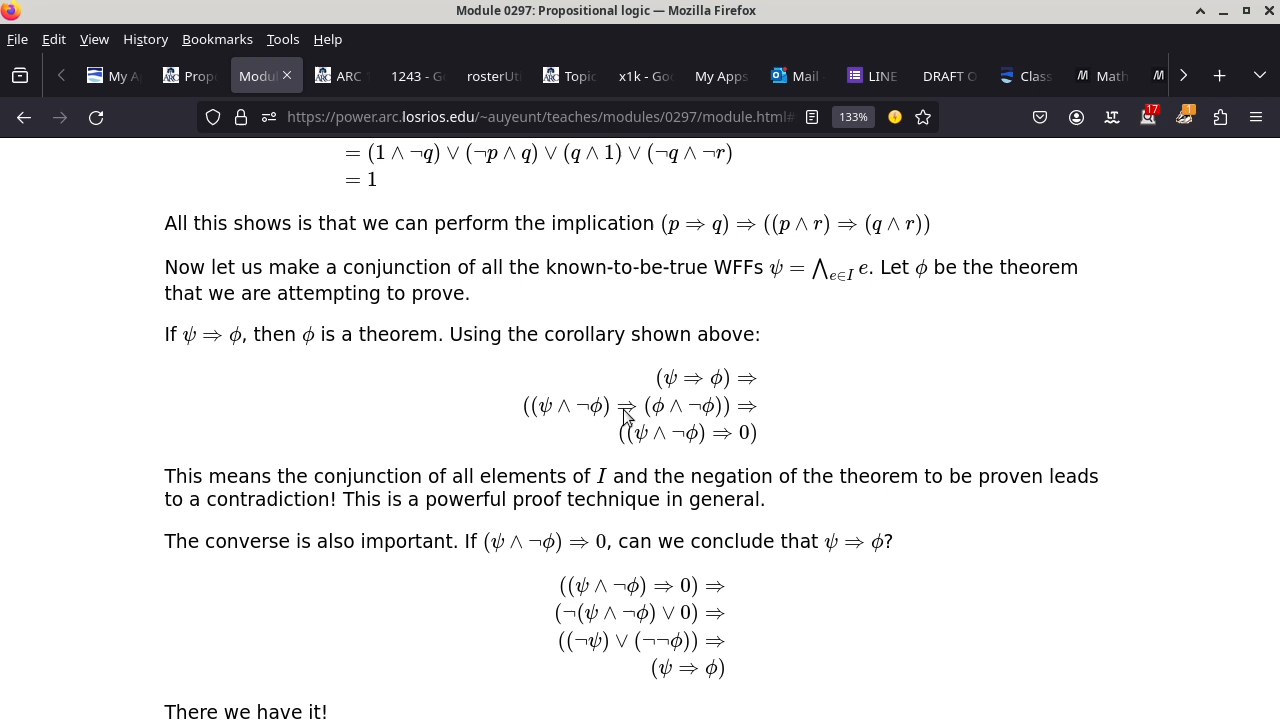 Module 0297: Propositional logic — Mozilla Firefox
File Edit View History Bookmarks Tools Help
My A Propo Modul ARC 1243 - G rosterUti Topic x1k - Goo My Apps Mail - LINE DRAFT O Class Math
https://power.arc.losrios.edu/~auyeunt/teaches/modules/0297/module.html# 133% 17 1
= (1 ∧ ¬q) ∨ (¬p ∧ q) ∨ (q ∧ 1) ∨ (¬q ∧ ¬r)
= 1
All this shows is that we can perform the implication (p ⇒ q) ⇒ ((p ∧ r) ⇒ (q ∧ r))
Now let us make a conjunction of all the known-to-be-true WFFs ψ = ⋀e∈I e. Let ϕ be the theorem
that we are attempting to prove.
If ψ ⇒ ϕ, then ϕ is a theorem. Using the corollary shown above:
(ψ ⇒ ϕ) ⇒
((ψ ∧ ¬ϕ) ⇒ (ϕ ∧ ¬ϕ)) ⇒
((ψ ∧ ¬ϕ) ⇒ 0)
This means the conjunction of all elements of I and the negation of the theorem to be proven leads
to a contradiction! This is a powerful proof technique in general.
The converse is also important. If (ψ ∧ ¬ϕ) ⇒ 0, can we conclude that ψ ⇒ ϕ?
((ψ ∧ ¬ϕ) ⇒ 0) ⇒
(¬(ψ ∧ ¬ϕ) ∨ 0) ⇒
((¬ψ) ∨ (¬¬ϕ)) ⇒
(ψ ⇒ ϕ)
There we have it!